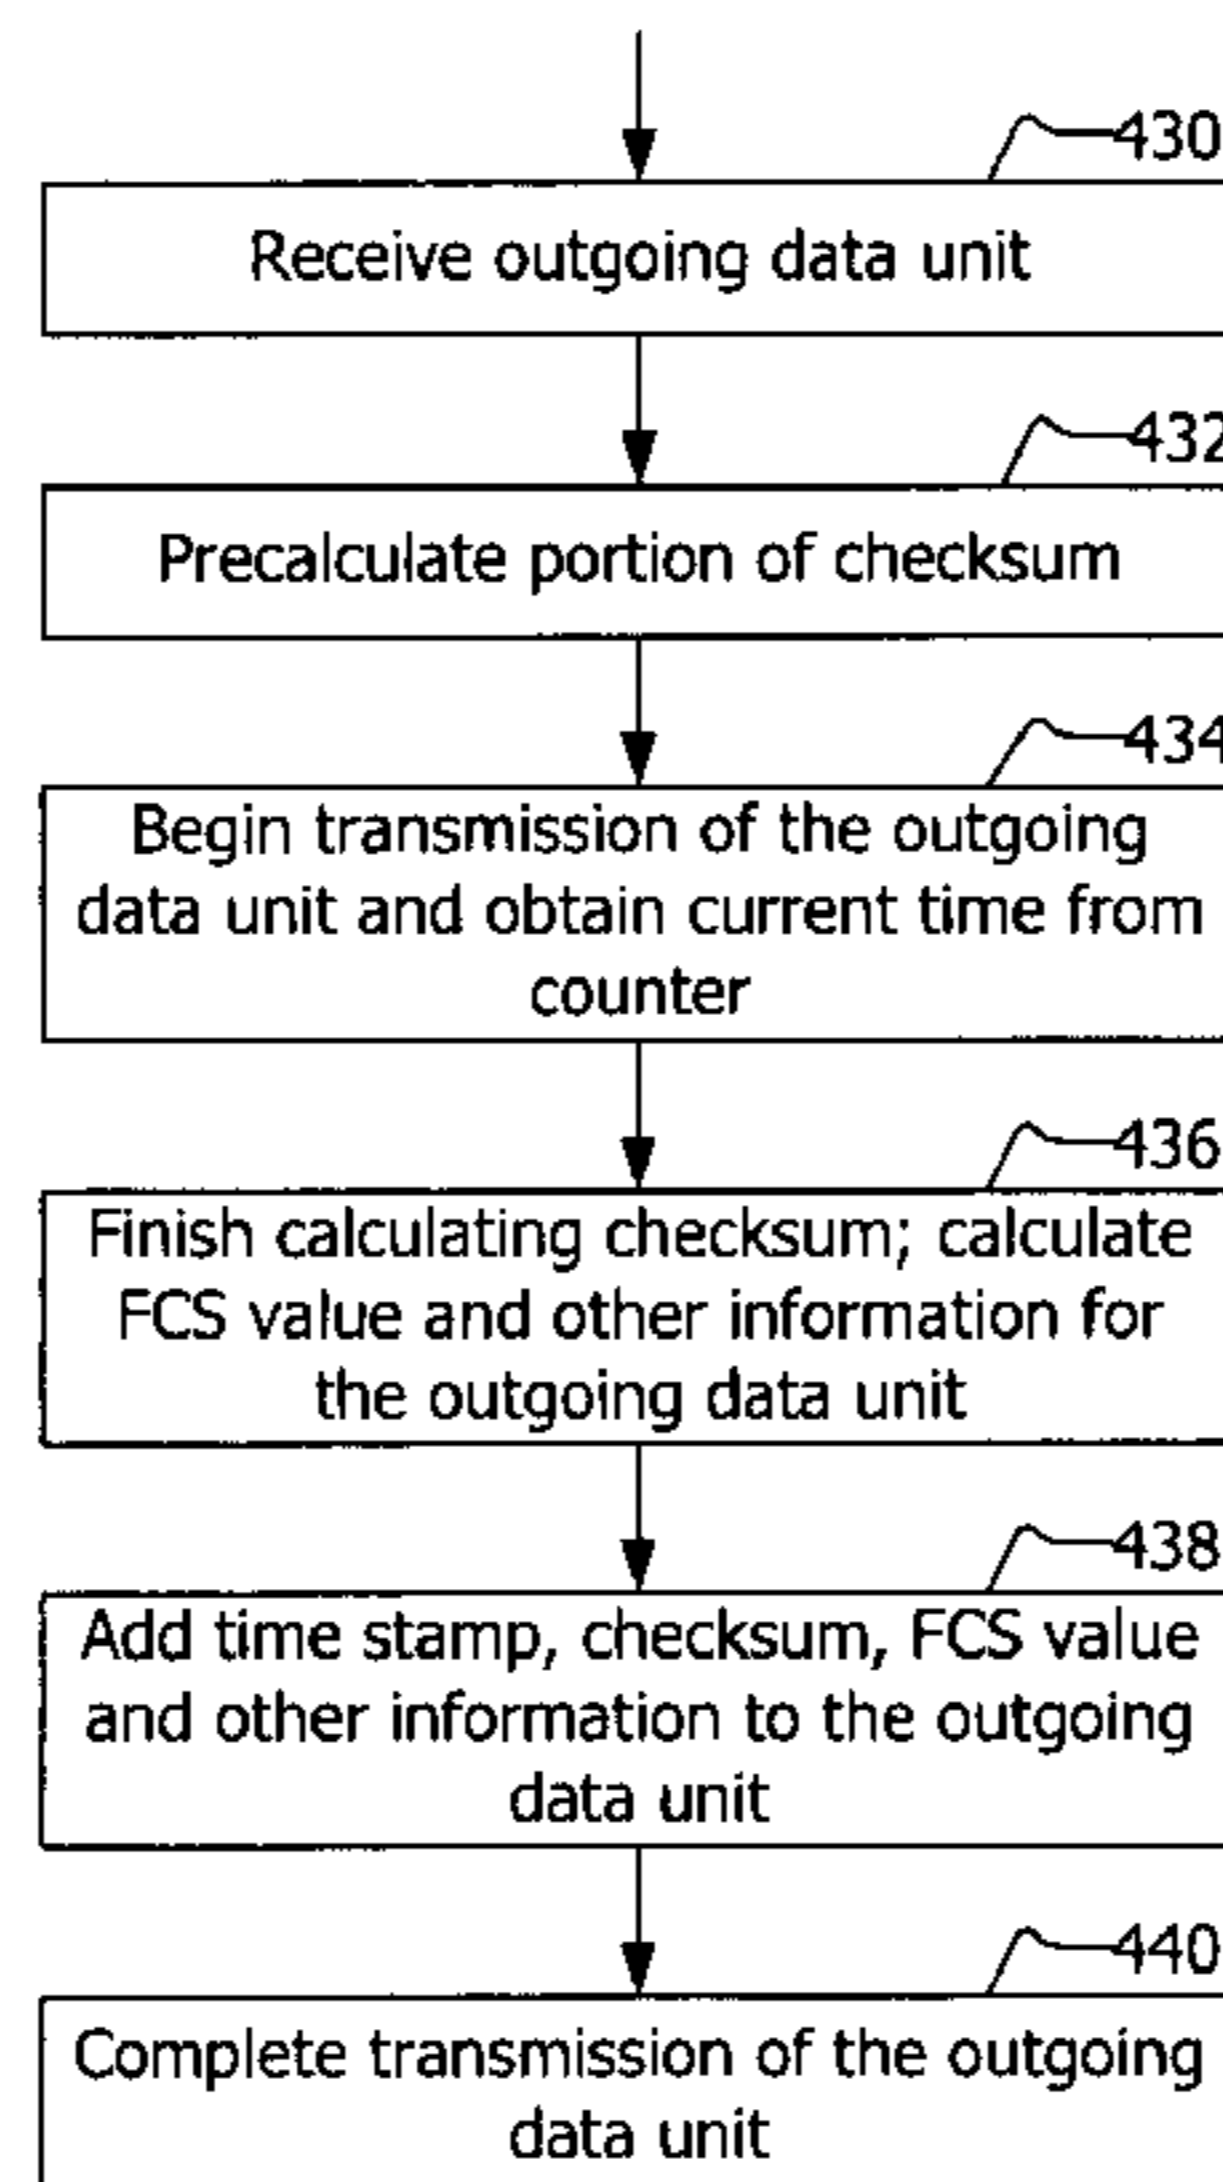 430
Receive outgoing data unit
432
Precalculate portion of checksum
434
Begin transmission of the outgoing
data unit and obtain current time from
counter
436
Finish calculating checksum; calculate
FCS value and other information for
the outgoing data unit
438
Add time stamp, checksum, FCS value
and other information to the outgoing
data unit
440
Complete transmission of the outgoing
data unit